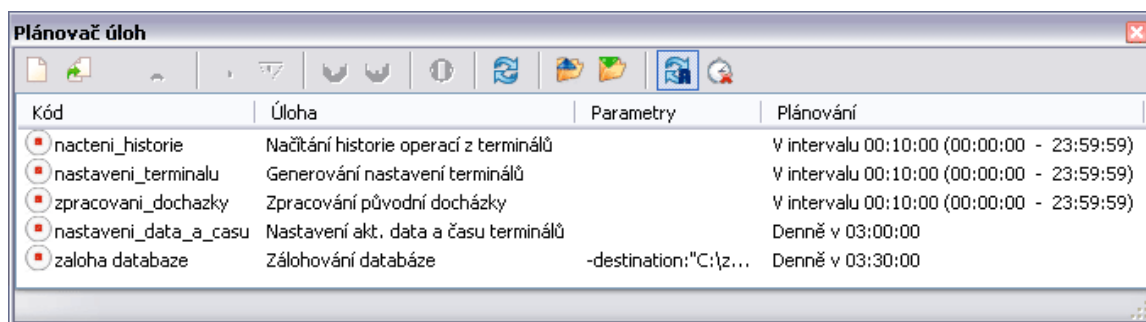 Plánovač úloh
Kód Úloha Parametry Plánování
nacteni_historie Načítání historie operací z terminálů V intervalu 00:10:00 (00:00:00 - 23:59:59)
nastaveni_terminalu Generování nastavení terminálů V intervalu 00:10:00 (00:00:00 - 23:59:59)
zpracovani_dochazky Zpracování původní docházky V intervalu 00:10:00 (00:00:00 - 23:59:59)
nastaveni_data_a_casu Nastavení akt. data a času terminálů Denně v 03:00:00
zaloha databaze Zálohování databáze -destination:"C:\z... Denně v 03:30:00